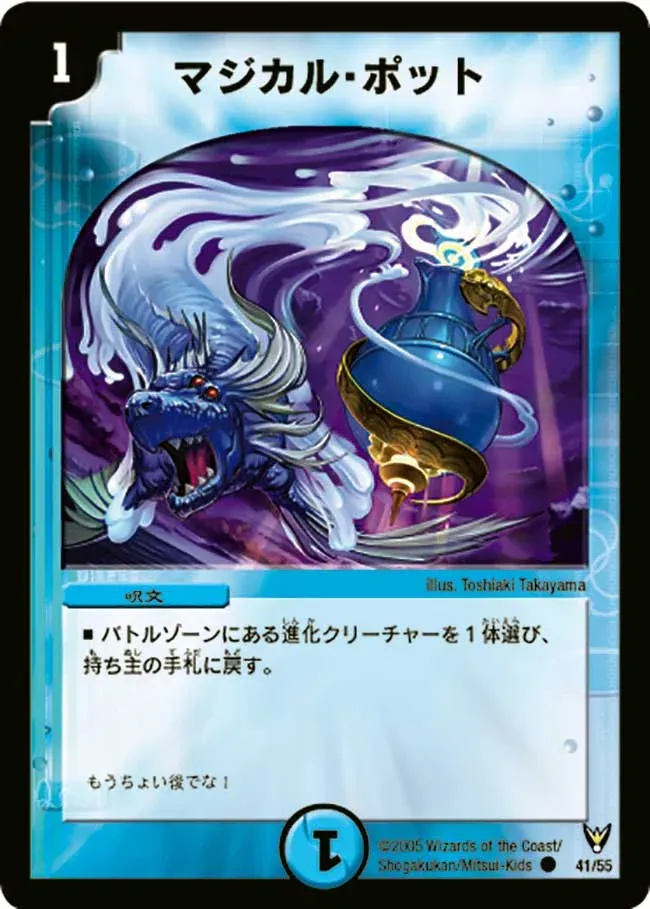 1
マジカル・ポット
illus. Toshiaki Takayama
呪文
■ バトルゾーンにある進化クリーチャーを1体選び、
持ち主の手札に戻す。
もうちょい後でな!
1
©2005 Wizards of the Coast/
Shogakukan/Mitsui-Kids ● 41/55